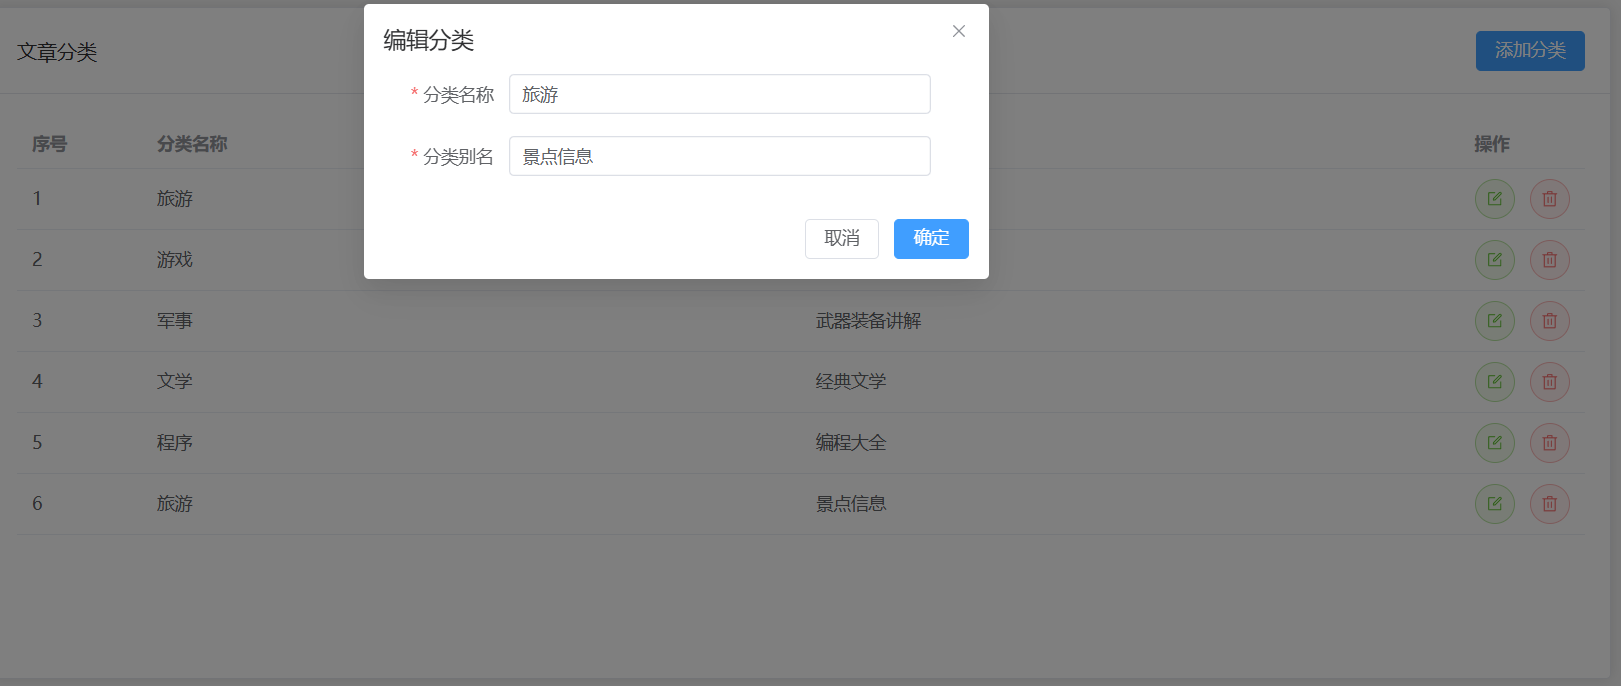 文章分类
添加分类
编辑分类
* 分类名称 旅游
* 分类别名 景点信息
取消 确定
序号 分类名称 操作
1 旅游
2 游戏
3 军事 武器装备讲解
4 文学 经典文学
5 程序 编程大全
6 旅游 景点信息